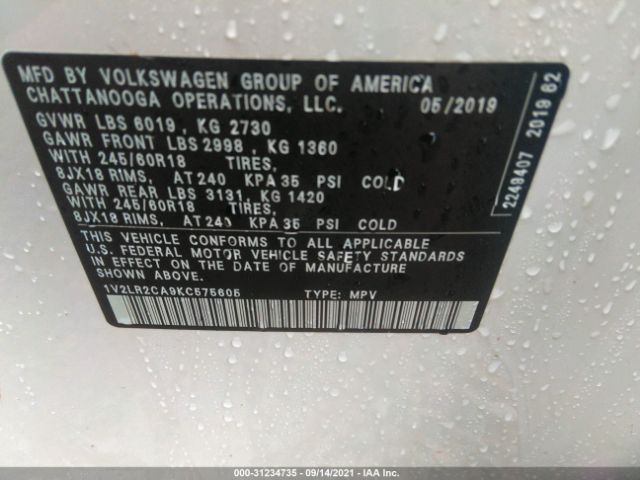 MFD BY VOLKSWAGEN GROUP OF AMERICA
CHATTANOOGA OPERATIONS, LLC. 05/2019
GVWR LBS 6019 , KG 2730
GAWR FRONT LBS 2998 , KG 1360
WITH 245/60R18 TIRES,
8JX18 RIMS, AT 240 KPA 35 PSI COLD
GAWR REAR LBS 3131, KG 1420
WITH 245/60R18 TIRES,
8JX18 RIMS, AT 240 KPA 35 PSI COLD
THIS VEHICLE CONFORMS TO ALL APPLICABLE
U.S. FEDERAL MOTOR VEHICLE SAFETY STANDARDS
IN EFFECT ON THE DATE OF MANUFACTURE
SHOWN ABOVE.
1V2LR2CA9KC575605 TYPE: MPV
2249407 2019 62
000-31234735 - 09/14/2021 - IAA Inc.